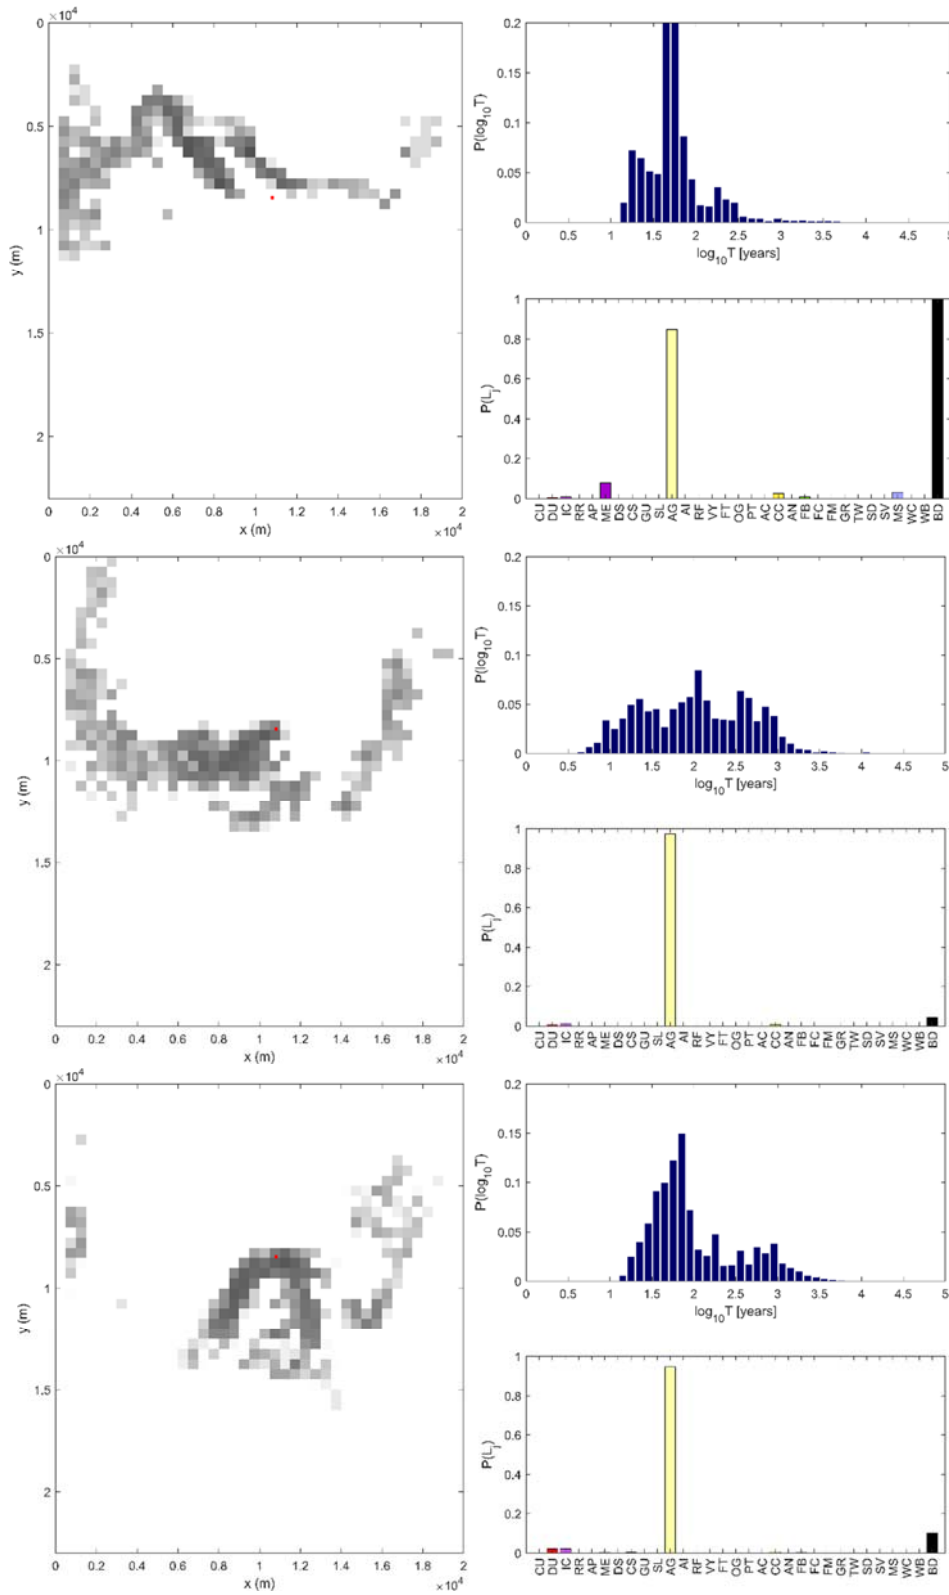 ×10⁴
0
0.5
1
1.5
2
y (m)
0 0.2 0.4 0.6 0.8 1 1.2 1.4 1.6 1.8 2
x (m) ×10⁴
0.2
0.15
0.1
0.05
0
P(log₁₀T)
0 0.5 1 1.5 2 2.5 3 3.5 4 4.5 5
log₁₀T [years]
1
0.8
0.6
0.4
0.2
0
P(Lⱼ)
CU DU IC RR AP ME DS CS GU SL AG AI RF VY FT OG PT AC CC AN FB FC FM GR TW SD SV MS WC WB BD
×10⁴
0
0.5
1
1.5
2
y (m)
0 0.2 0.4 0.6 0.8 1 1.2 1.4 1.6 1.8 2
x (m) ×10⁴
0.2
0.15
0.1
0.05
0
P(log₁₀T)
0 0.5 1 1.5 2 2.5 3 3.5 4 4.5 5
log₁₀T [years]
1
0.8
0.6
0.4
0.2
0
P(Lⱼ)
CU DU IC RR AP ME DS CS GU SL AG AI RF VY FT OG PT AC CC AN FB FC FM GR TW SD SV MS WC WB BD
×10⁴
0
0.5
1
1.5
2
y (m)
0 0.2 0.4 0.6 0.8 1 1.2 1.4 1.6 1.8 2
x (m) ×10⁴
0.2
0.15
0.1
0.05
0
P(log₁₀T)
0 0.5 1 1.5 2 2.5 3 3.5 4 4.5 5
log₁₀T [years]
1
0.8
0.6
0.4
0.2
0
P(Lⱼ)
CU DU IC RR AP ME DS CS GU SL AG AI RF VY FT OG PT AC CC AN FB FC FM GR TW SD SV MS WC WB BD